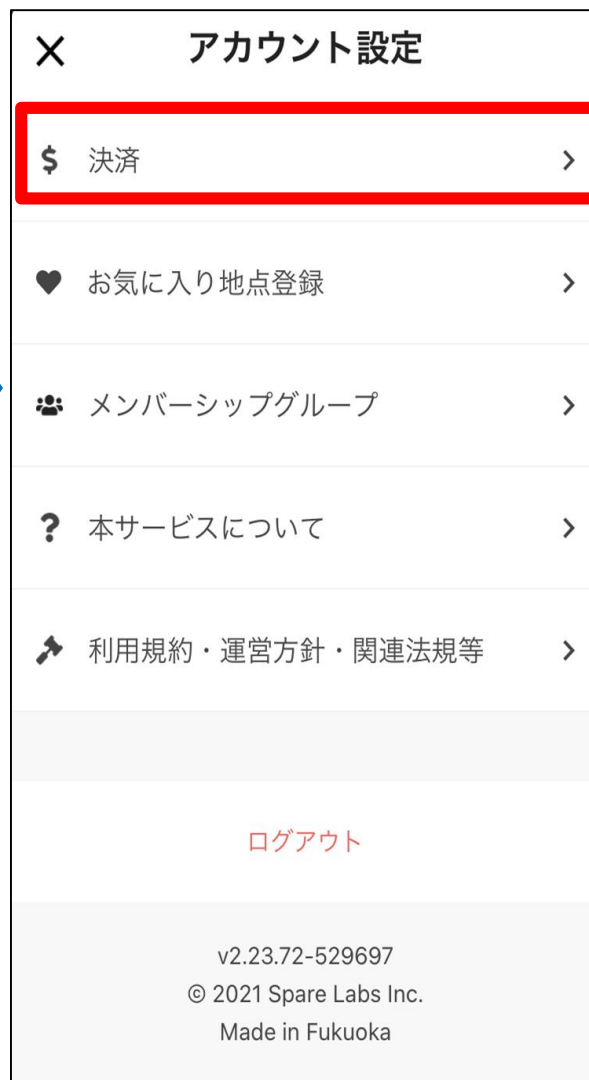 アカウント設定
決済
お気に入り地点登録
メンバーシップグループ
本サービスについて
利用規約・運営方針・関連法規等
ログアウト
v2.23.72-529697
© 2021 Spare Labs Inc.
Made in Fukuoka